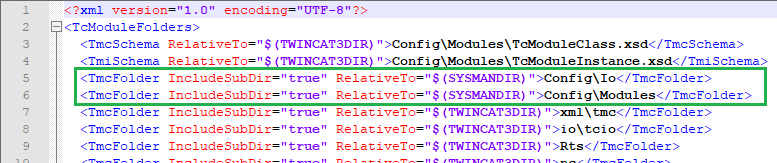 1 <?xml version="1.0" encoding="UTF-8"?>
2 <TcModuleFolders>
3 <TmcSchema RelativeTo="$(TWINCAT3DIR)">Config\Modules\TcModuleClass.xsd</TmcSchema>
4 <TmiSchema RelativeTo="$(TWINCAT3DIR)">Config\Modules\TcModuleInstance.xsd</TmiSchema>
5 <TmcFolder IncludeSubDir="true" RelativeTo="$(SYSMANDIR)">Config\Io</TmcFolder>
6 <TmcFolder IncludeSubDir="true" RelativeTo="$(SYSMANDIR)">Config\Modules</TmcFolder>
7 <TmcFolder IncludeSubDir="true" RelativeTo="$(TWINCAT3DIR)">xml\tmc</TmcFolder>
8 <TmcFolder IncludeSubDir="true" RelativeTo="$(TWINCAT3DIR)">io\tcio</TmcFolder>
9 <TmcFolder IncludeSubDir="true" RelativeTo="$(TWINCAT3DIR)">Rts</TmcFolder>